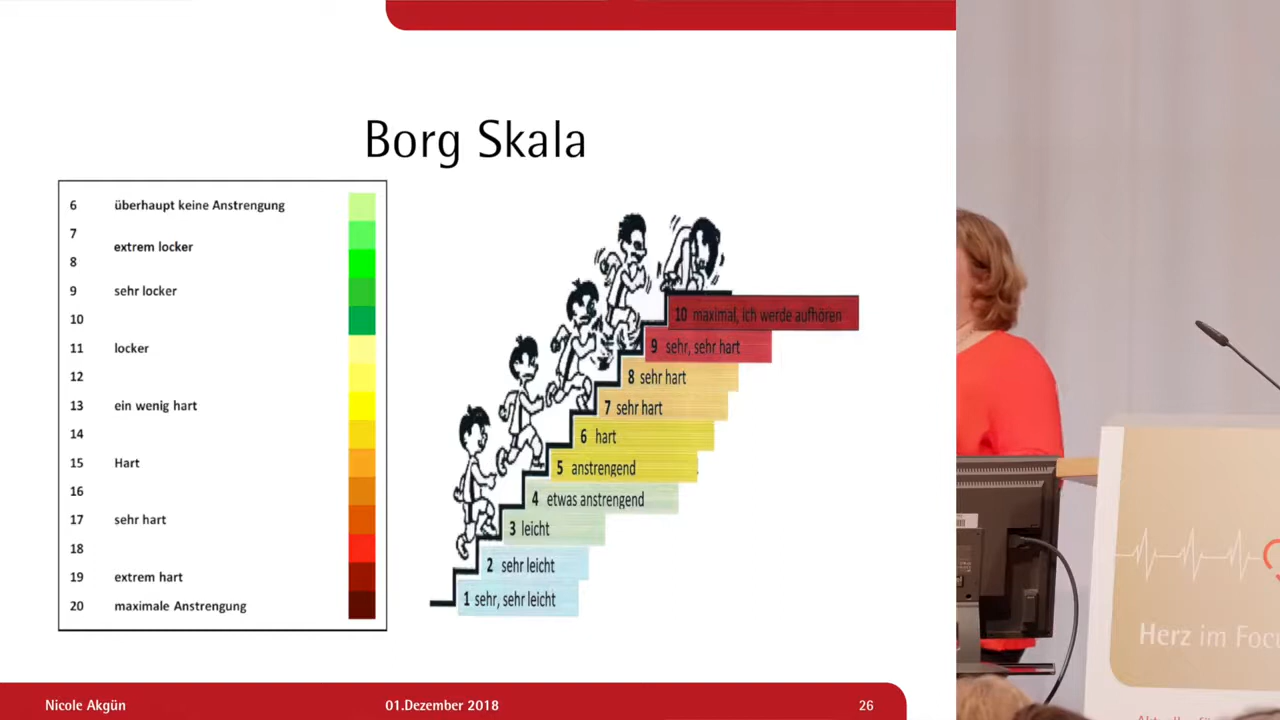 Borg Skala
6 überhaupt keine Anstrengung
7
extrem locker
8
9 sehr locker
10
11 locker
12
13 ein wenig hart
14
15 Hart
16
17 sehr hart
18
19 extrem hart
20 maximale Anstrengung
10 maximal, ich werde aufhören
9 sehr, sehr hart
8 sehr hart
7 sehr hart
6 hart
5 anstrengend
4 etwas anstrengend
3 leicht
2 sehr leicht
1 sehr, sehr leicht
Nicole Akgün 01.Dezember 2018 26
Herz im Focu